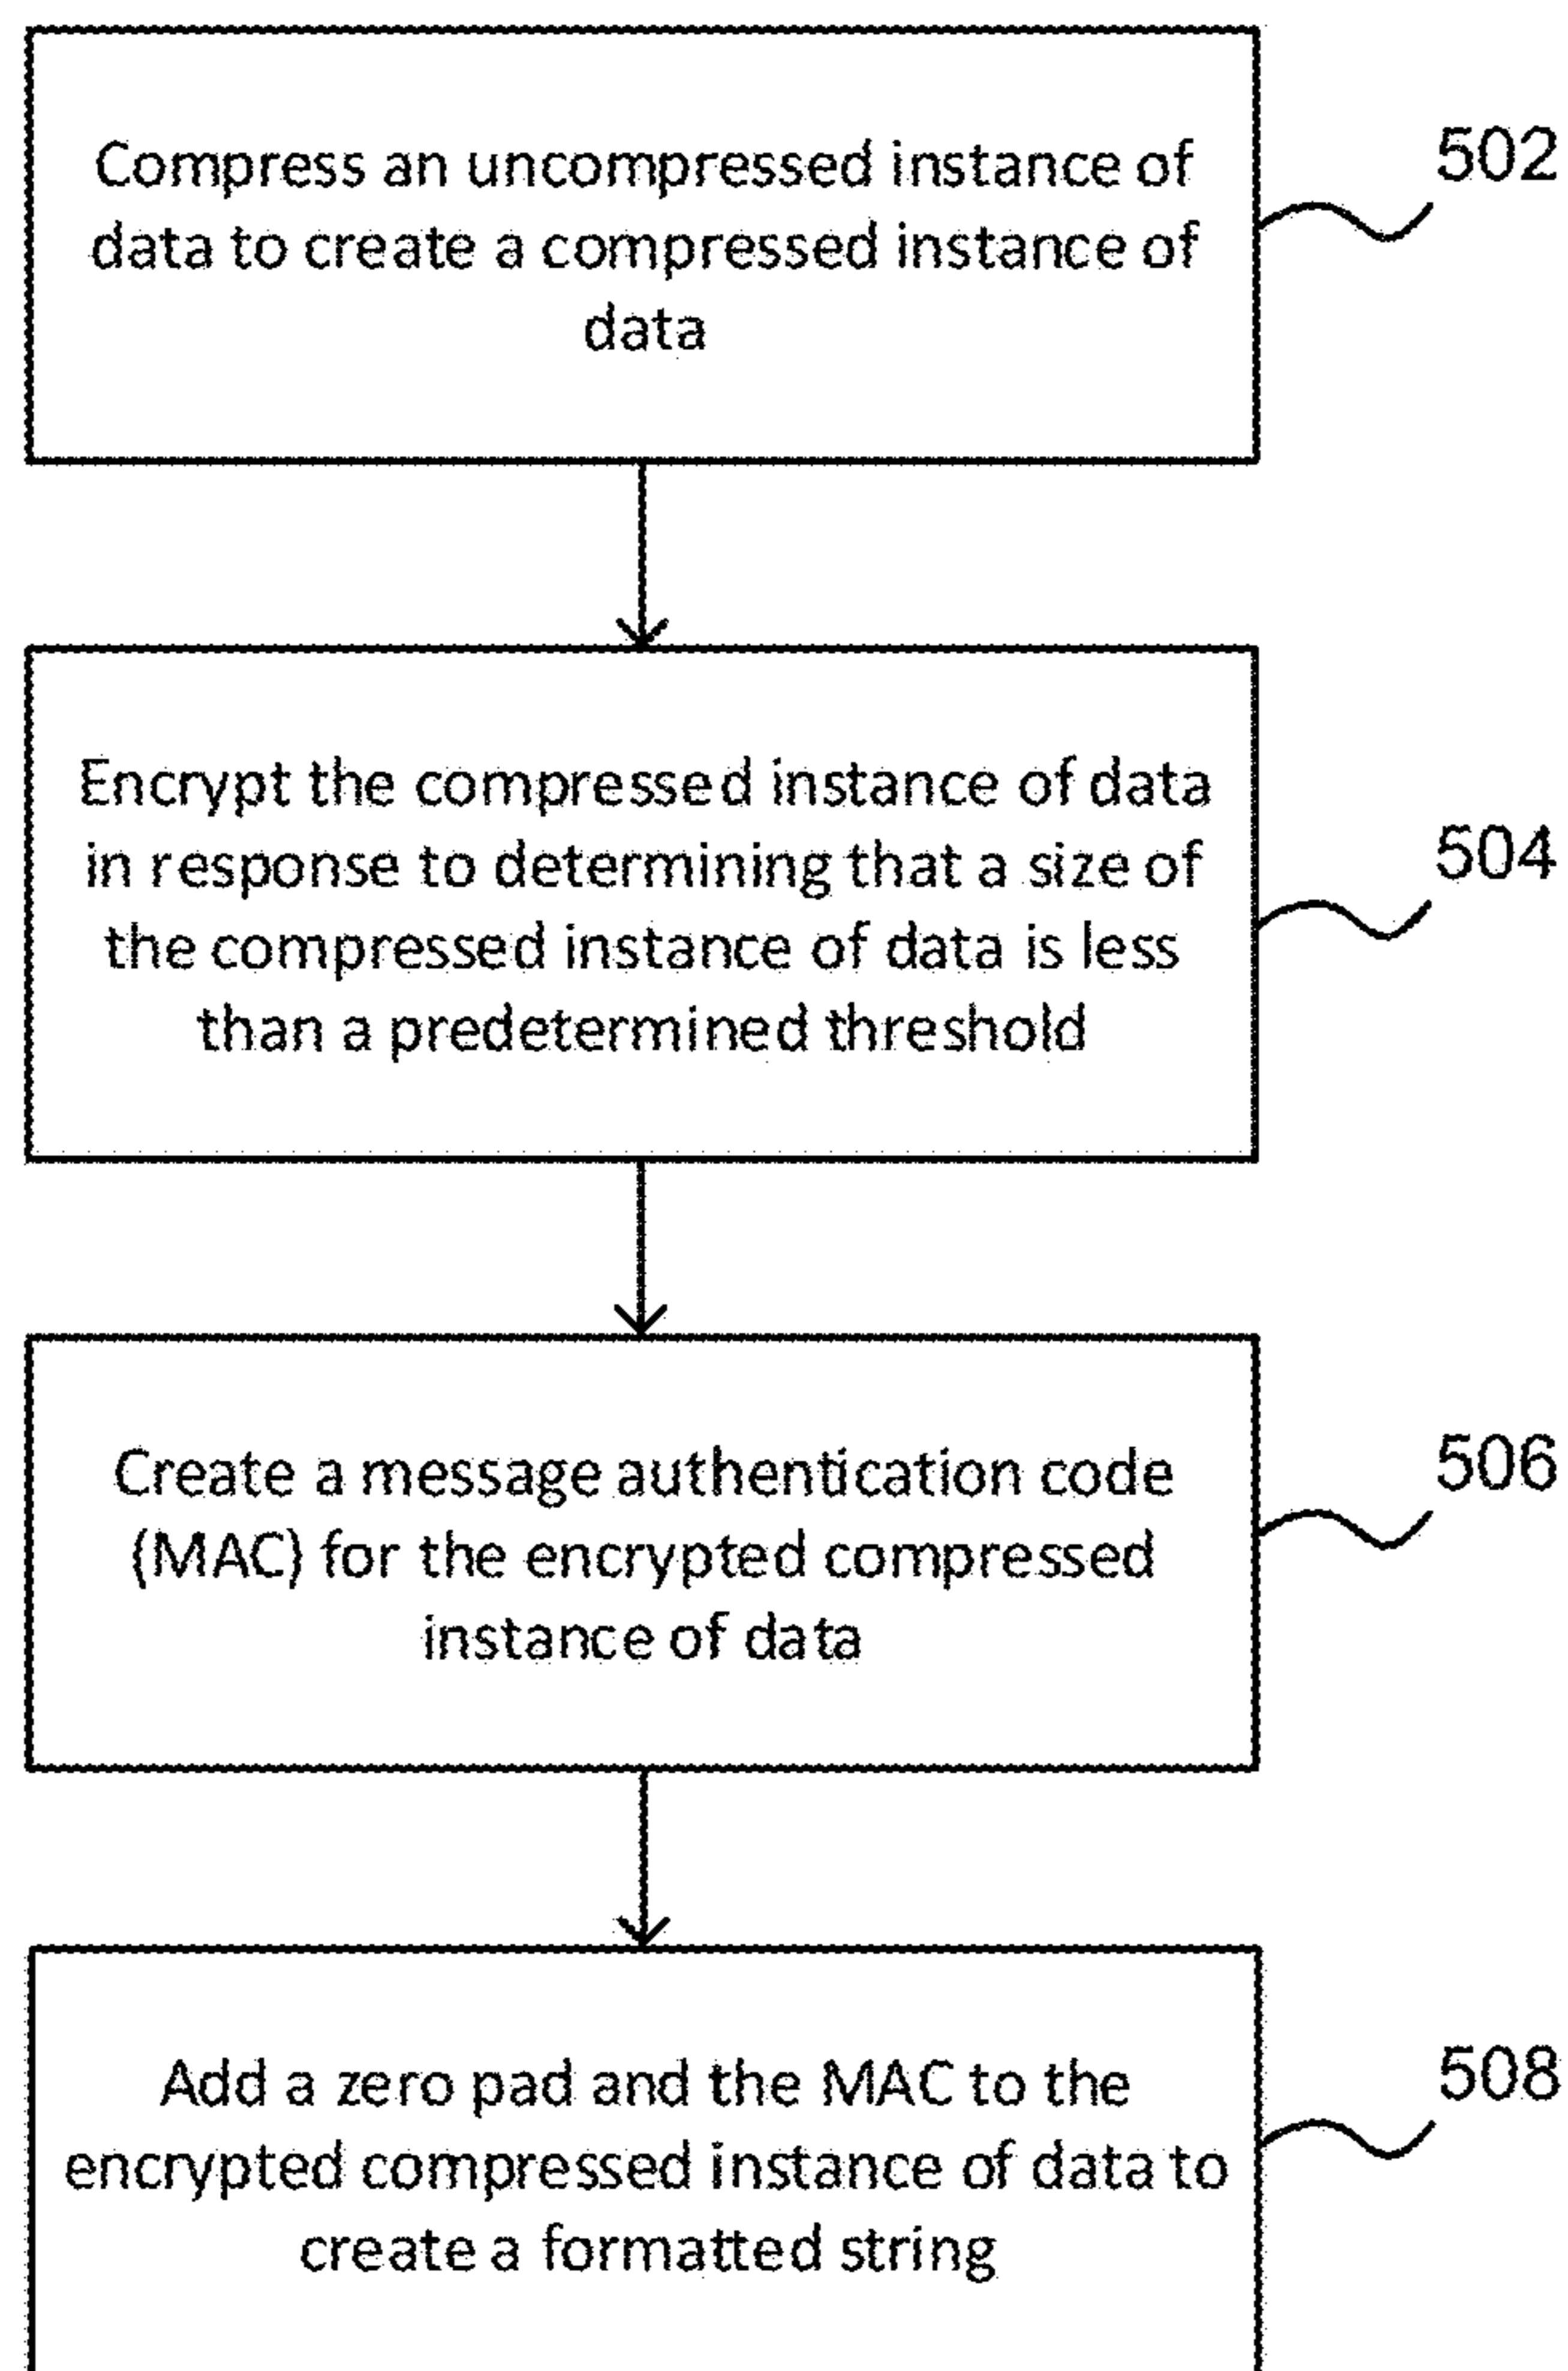 Compress an uncompressed instance of
data to create a compressed instance of
data
502
Encrypt the compressed instance of data
in response to determining that a size of
the compressed instance of data is less
than a predetermined threshold
504
Create a message authentication code
(MAC) for the encrypted compressed
instance of data
506
Add a zero pad and the MAC to the
encrypted compressed instance of data to
create a formatted string
508